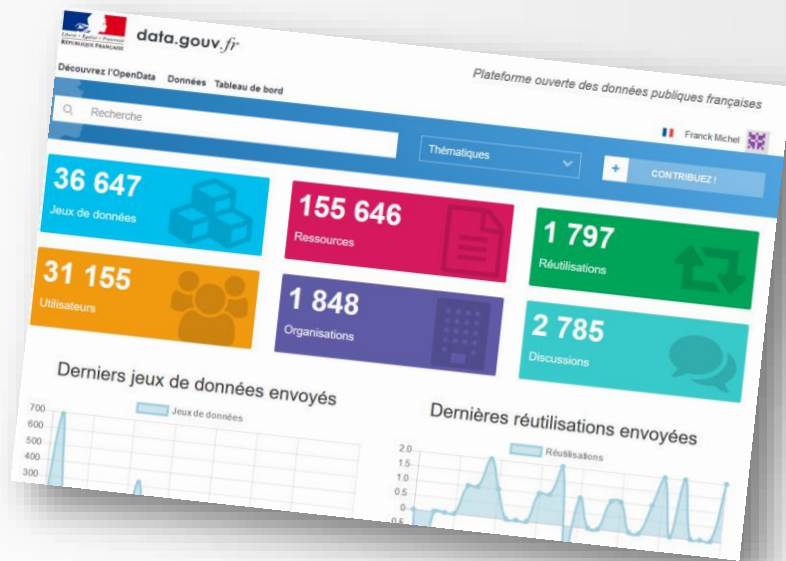 Liberté • Égalité • Fraternité
RÉPUBLIQUE FRANÇAISE
data.gouv.fr
Plateforme ouverte des données publiques françaises
Découvrez l'OpenData Données Tableau de bord
Franck Michel
Recherche
Thématiques
+ CONTRIBUEZ !
36 647
Jeux de données
155 646
Ressources
1 797
Réutilisations
31 155
Utilisateurs
1 848
Organisations
2 785
Discussions
Derniers jeux de données envoyés
Jeux de données
700
600
500
400
300
Dernières réutilisations envoyées
Réutilisations
2.0
1.5
1.0
0.5
0